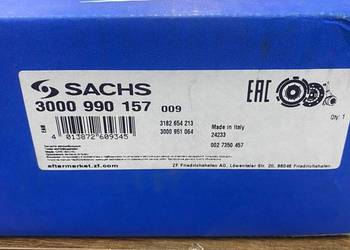 SACHS
3000 990 157 009
EAC
3182 654 213
3000 951 064
Made in Italy
24233
002 7350 457
Qty: 1
EAN
4 013872 609345
aftermarket.zf.com
ZF Friedrichshafen AG, Löwentaler Str. 20, 88046 Friedrichshafen